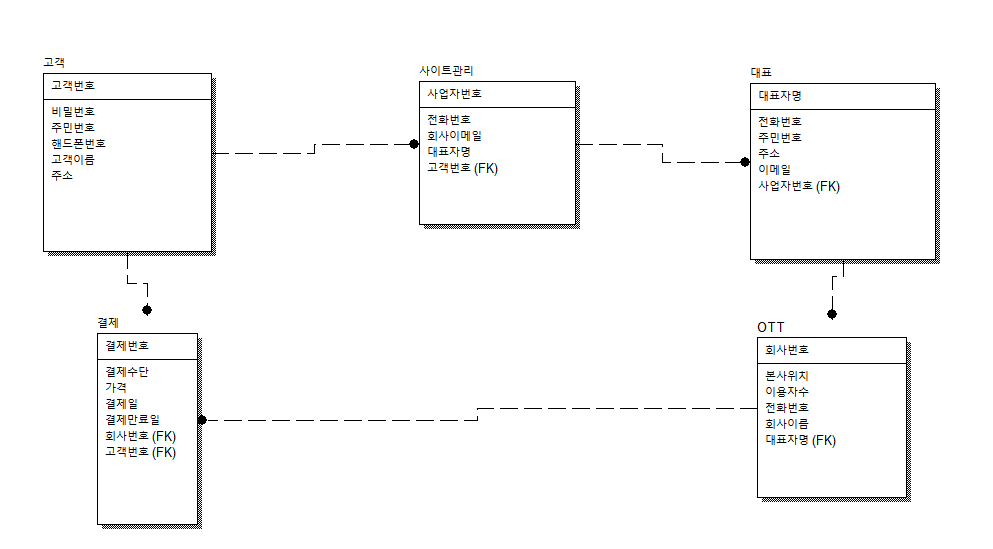 고객
고객번호
비밀번호
주민번호
핸드폰번호
고객이름
주소
사이트관리
사업자번호
전화번호
회사이메일
대표자명
고객번호 (FK)
대표
대표자명
전화번호
주민번호
주소
이메일
사업자번호 (FK)
결제
결제번호
결제수단
가격
결제일
결제만료일
회사번호 (FK)
고객번호 (FK)
OTT
회사번호
본사위치
이용자수
전화번호
회사이름
대표자명 (FK)